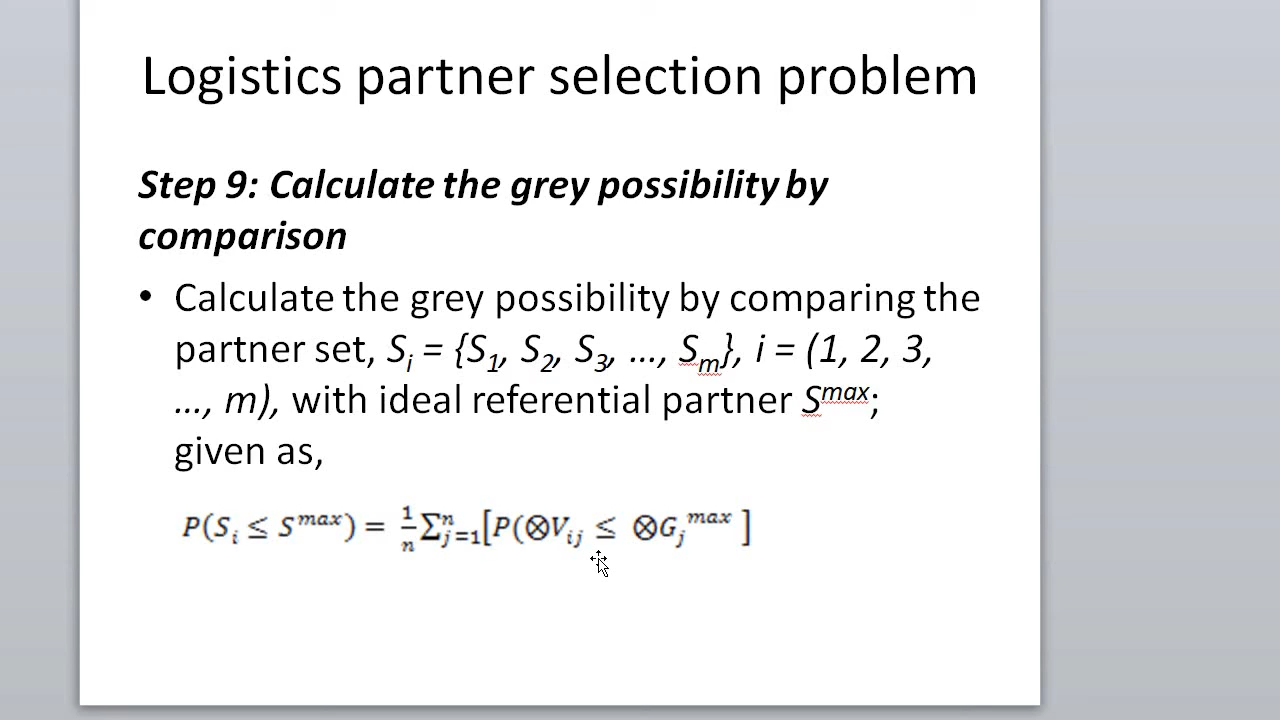 Logistics partner selection problem
Step 9: Calculate the grey possibility by
comparison
• Calculate the grey possibility by comparing the
partner set, Sᵢ = {S₁, S₂, S₃, ..., Sₘ}, i = (1, 2, 3,
..., m), with ideal referential partner Sᵐᵃˣ;
given as,
P(Sᵢ ≤ Sᵐᵃˣ) = 1/n ∑ⁿⱼ₌₁[P(⊗Vᵢⱼ ≤ ⊗Gⱼᵐᵃˣ ]